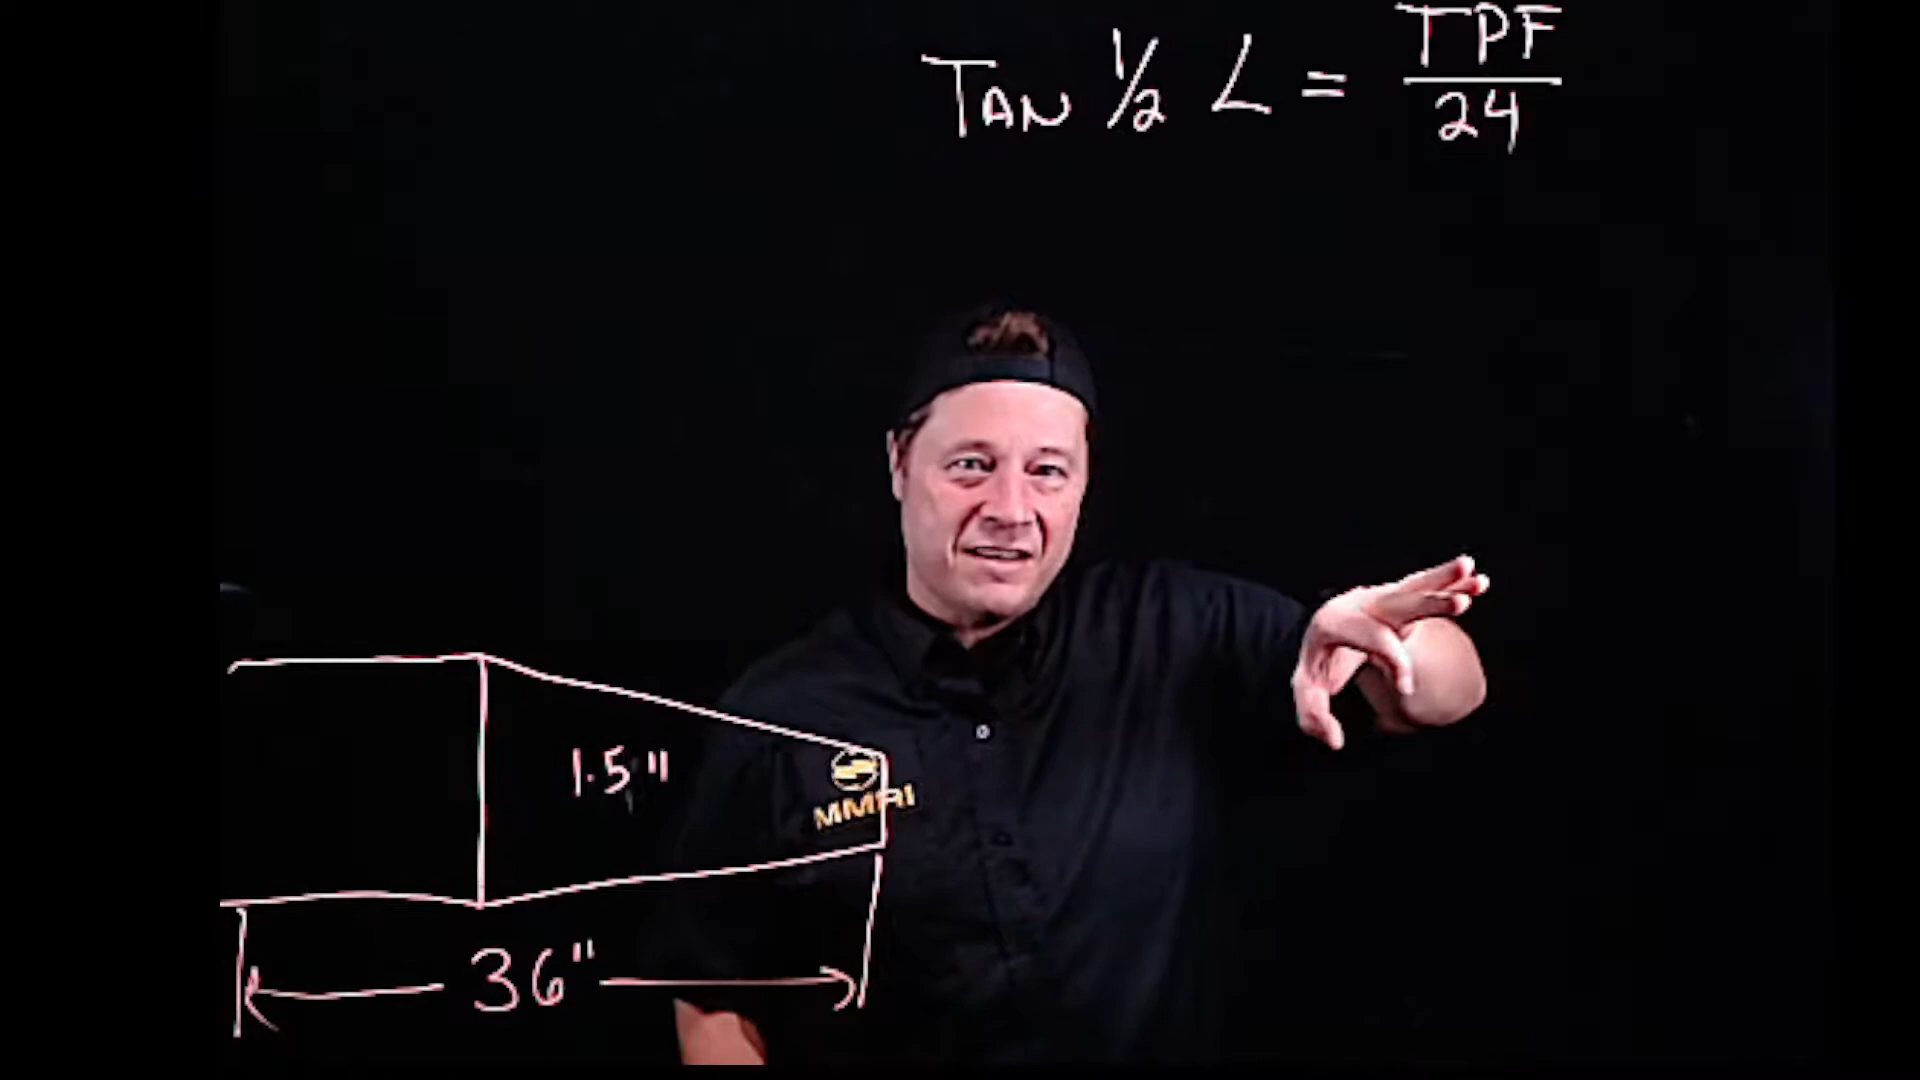 TAN 1/2 ∠ = TPF/24
1.5"
MMRI
36"